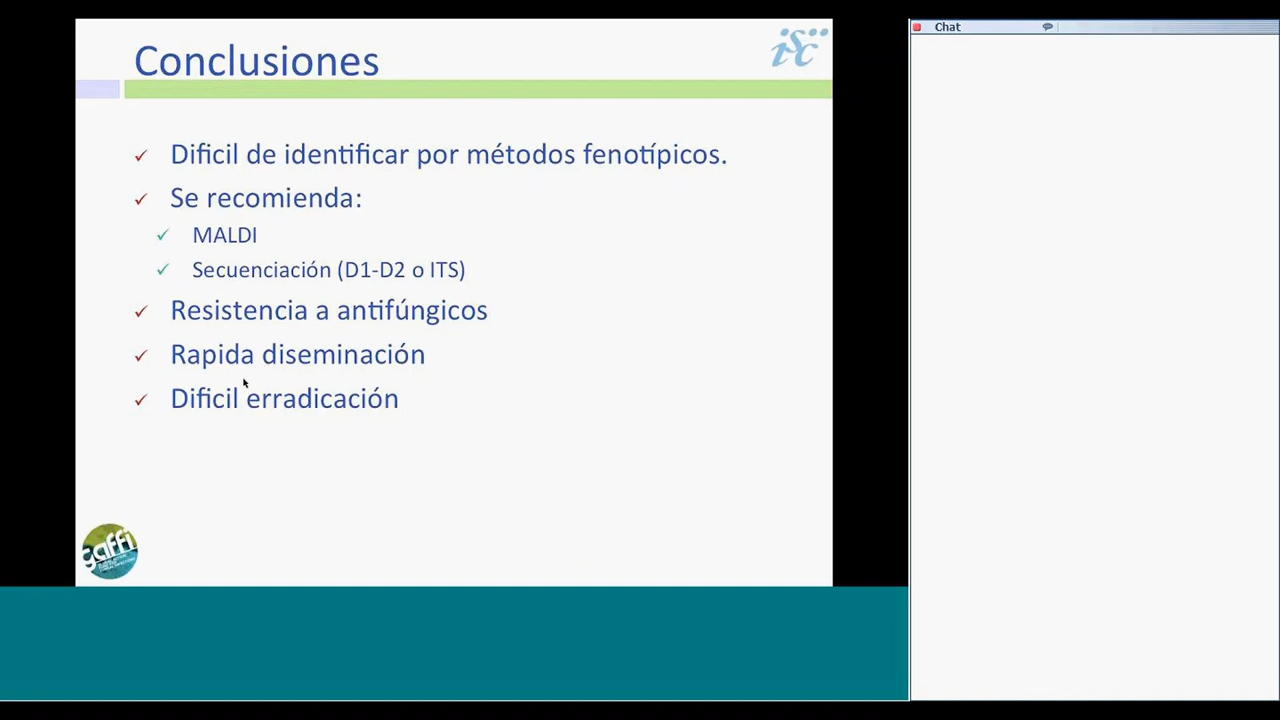 Conclusiones
Dificil de identificar por métodos fenotípicos.
Se recomienda:
MALDI
Secuenciación (D1-D2 o ITS)
Resistencia a antifúngicos
Rapida diseminación
Dificil erradicación
gaffi
Chat